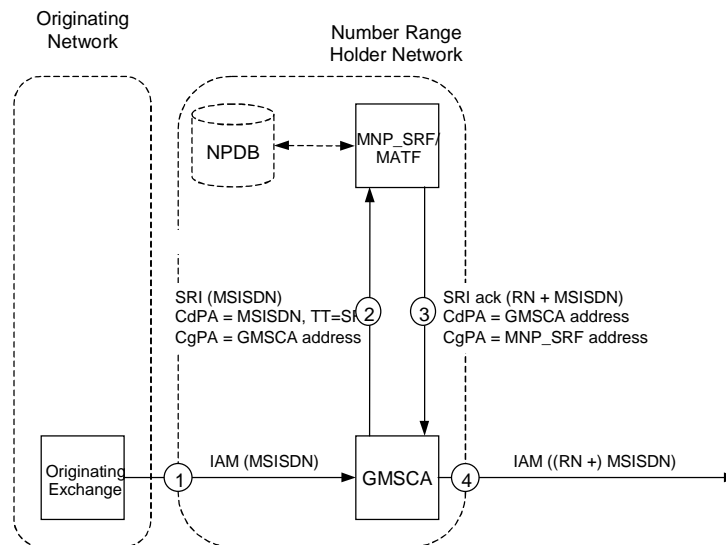 Originating
Network
Number Range
Holder Network
NPDB
MNP_SRF/
MATF
SRI (MSISDN)
CdPA = MSISDN, TT=SF
CgPA = GMSCA address
2
3
SRI ack (RN + MSISDN)
CdPA = GMSCA address
CgPA = MNP_SRF address
Originating
Exchange
1
IAM (MSISDN)
GMSCA
4
IAM ((RN +) MSISDN)